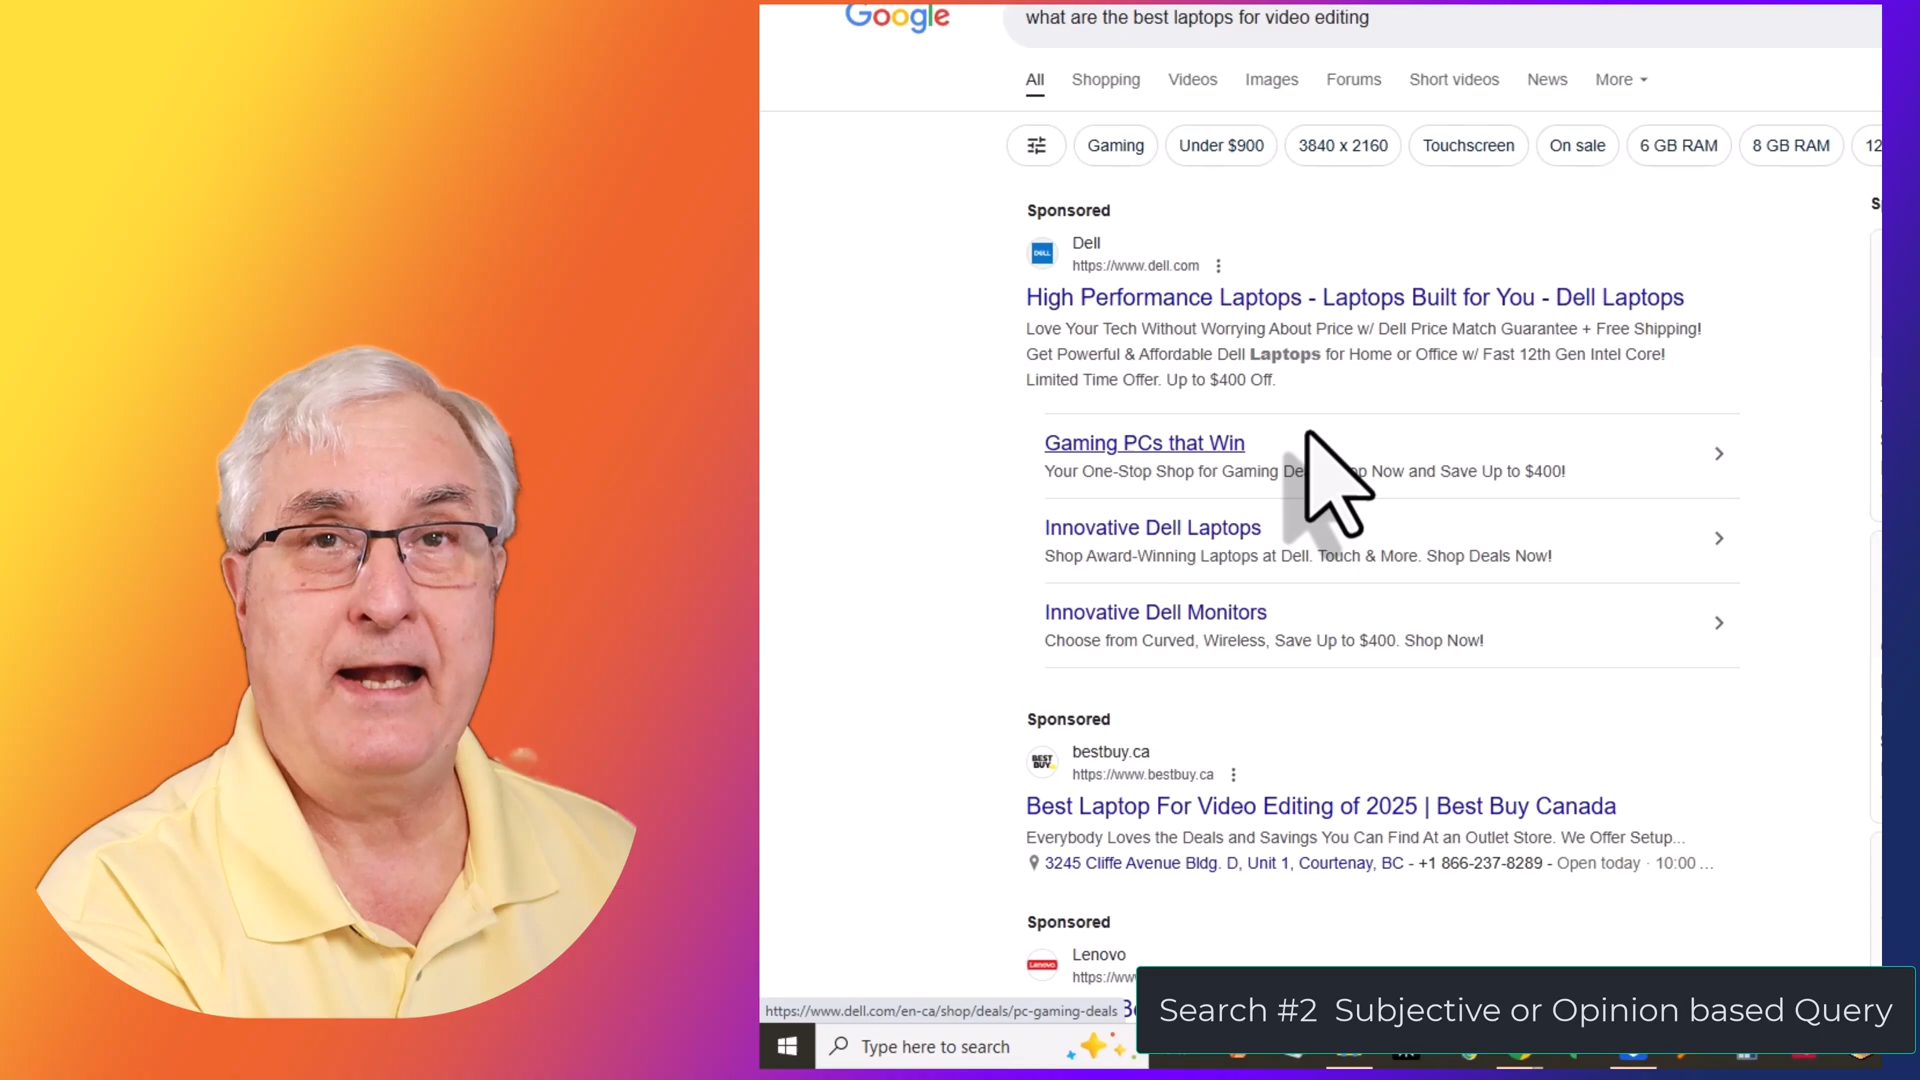 Google
what are the best laptops for video editing
All Shopping Videos Images Forums Short videos News More
Gaming Under $900 3840 x 2160 Touchscreen On sale 6 GB RAM 8 GB RAM 12
Sponsored
DELL
Dell
https://www.dell.com
High Performance Laptops - Laptops Built for You - Dell Laptops
Love Your Tech Without Worrying About Price w/ Dell Price Match Guarantee + Free Shipping!
Get Powerful & Affordable Dell Laptops for Home or Office w/ Fast 12th Gen Intel Core!
Limited Time Offer. Up to $400 Off.
Gaming PCs that Win
Your One-Stop Shop for Gaming Now and Save Up to $400!
Innovative Dell Laptops
Shop Award-Winning Laptops at Dell. Touch & More. Shop Deals Now!
Innovative Dell Monitors
Choose from Curved, Wireless, Save Up to $400. Shop Now!
Sponsored
BEST BUY
bestbuy.ca
https://www.bestbuy.ca
Best Laptop For Video Editing of 2025 | Best Buy Canada
Everybody Loves the Deals and Savings You Can Find At an Outlet Store. We Offer Setup...
3245 Cliffe Avenue Bldg. D, Unit 1, Courtenay, BC - +1 866-237-8289 - Open today · 10:00 ...
Sponsored
Lenovo
Lenovo
https://ww
https://www.dell.com/en-ca/shop/deals/pc-gaming-deals
Search #2 Subjective or Opinion based Query
Type here to search